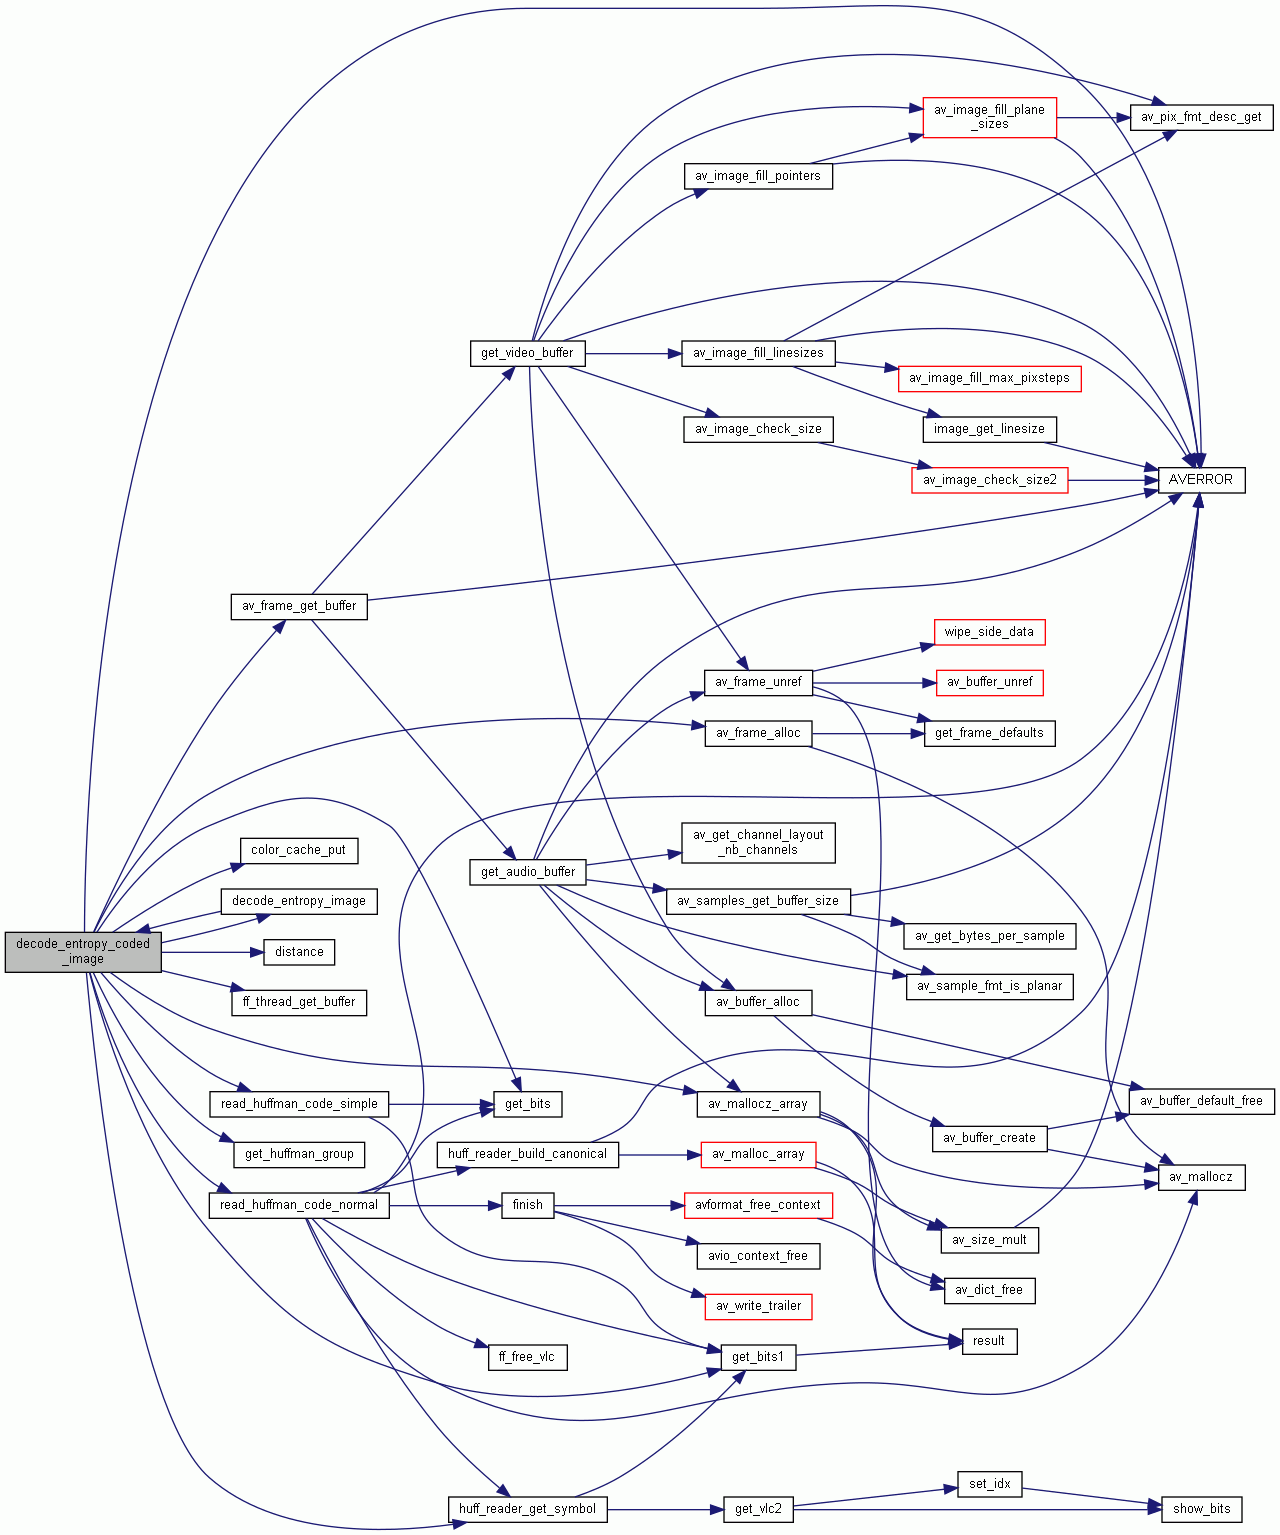 av_image_fill_plane
_sizes
av_pix_fmt_desc_get
av_image_fill_pointers
get_video_buffer
av_image_fill_linesizes
av_image_fill_max_pixsteps
av_image_check_size
image_get_linesize
av_image_check_size2
AVERROR
av_frame_get_buffer
wipe_side_data
av_frame_unref
av_buffer_unref
av_frame_alloc
get_frame_defaults
color_cache_put
av_get_channel_layout
_nb_channels
get_audio_buffer
decode_entropy_image
av_samples_get_buffer_size
av_get_bytes_per_sample
decode_entropy_coded
_image
distance
ff_thread_get_buffer
av_buffer_alloc
av_sample_fmt_is_planar
read_huffman_code_simple
get_bits
av_mallocz_array
av_buffer_default_free
get_huffman_group
huff_reader_build_canonical
av_malloc_array
av_buffer_create
av_mallocz
read_huffman_code_normal
finish
avformat_free_context
av_size_mult
avio_context_free
av_dict_free
av_write_trailer
result
ff_free_vlc
get_bits1
set_idx
huff_reader_get_symbol
get_vlc2
show_bits